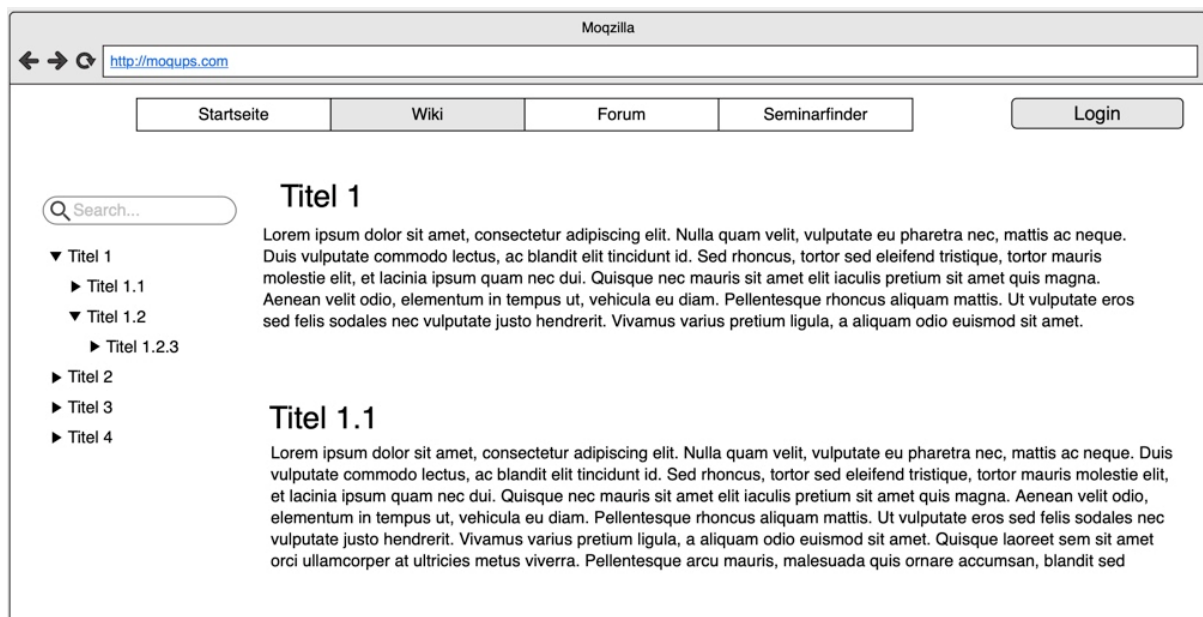 Moqzilla
http://moqups.com
Startseite
Wiki
Forum
Seminarfinder
Login
Search...
Titel 1
Titel 1.1
Titel 1.2
Titel 1.2.3
Titel 2
Titel 3
Titel 4
Titel 1
Lorem ipsum dolor sit amet, consectetur adipiscing elit. Nulla quam velit, vulputate eu pharetra nec, mattis ac neque.
Duis vulputate commodo lectus, ac blandit elit tincidunt id. Sed rhoncus, tortor sed eleifend tristique, tortor mauris
molestie elit, et lacinia ipsum quam nec dui. Quisque nec mauris sit amet elit iaculis pretium sit amet quis magna.
Aenean velit odio, elementum in tempus ut, vehicula eu diam. Pellentesque rhoncus aliquam mattis. Ut vulputate eros
sed felis sodales nec vulputate justo hendrerit. Vivamus varius pretium ligula, a aliquam odio euismod sit amet.
Titel 1.1
Lorem ipsum dolor sit amet, consectetur adipiscing elit. Nulla quam velit, vulputate eu pharetra nec, mattis ac neque. Duis
vulputate commodo lectus, ac blandit elit tincidunt id. Sed rhoncus, tortor sed eleifend tristique, tortor mauris molestie elit,
et lacinia ipsum quam nec dui. Quisque nec mauris sit amet elit iaculis pretium sit amet quis magna. Aenean velit odio,
elementum in tempus ut, vehicula eu diam. Pellentesque rhoncus aliquam mattis. Ut vulputate eros sed felis sodales nec
vulputate justo hendrerit. Vivamus varius pretium ligula, a aliquam odio euismod sit amet. Quisque laoreet sem sit amet
orci ullamcorper at ultricies metus viverra. Pellentesque arcu mauris, malesuada quis ornare accumsan, blandit sed